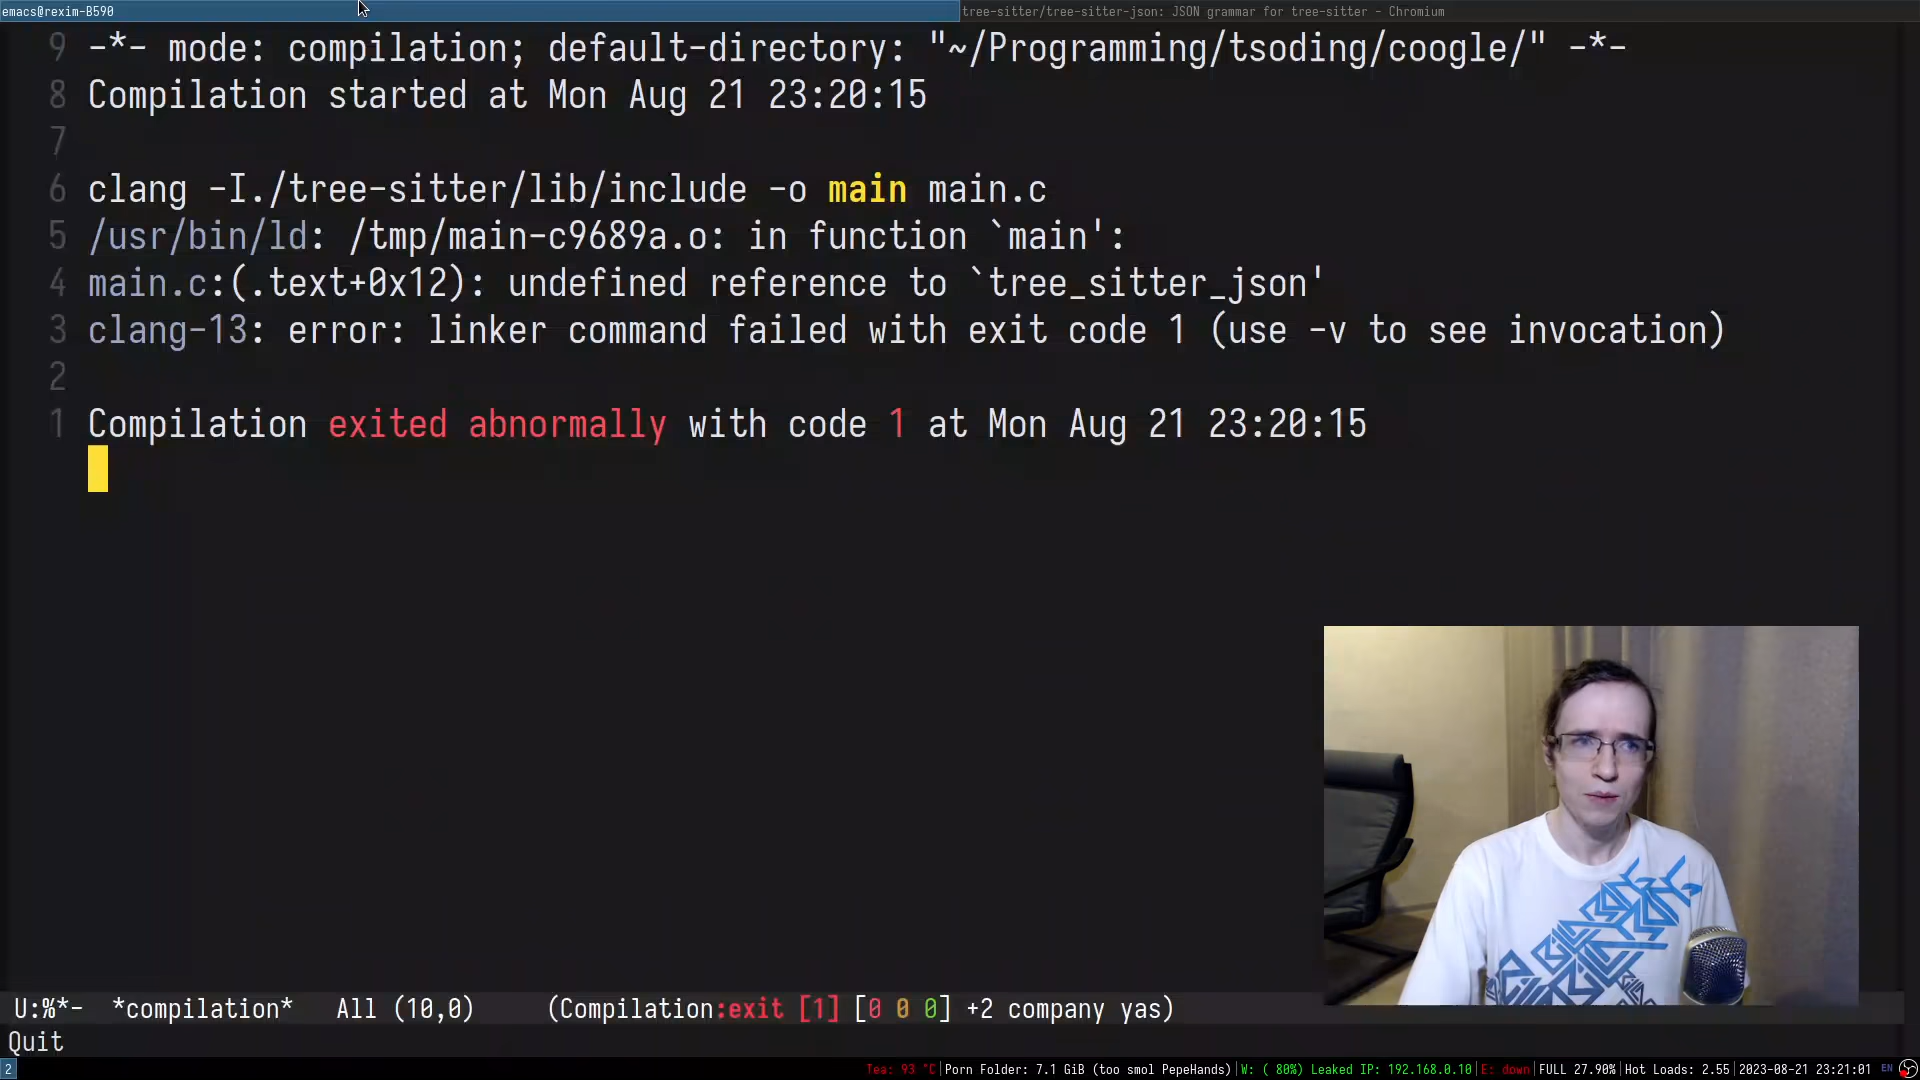 emacs@rexim-B590
tree-sitter/tree-sitter-json: JSON grammar for tree-sitter - Chromium
9 -*- mode: compilation; default-directory: "~/Programming/tsoding/coogle/" -*-
8 Compilation started at Mon Aug 21 23:20:15
7
6 clang -I./tree-sitter/lib/include -o main main.c
5 /usr/bin/ld: /tmp/main-c9689a.o: in function `main':
4 main.c:(.text+0x12): undefined reference to `tree_sitter_json'
3 clang-13: error: linker command failed with exit code 1 (use -v to see invocation)
2
1 Compilation exited abnormally with code 1 at Mon Aug 21 23:20:15
U:%*- *compilation* All (10,0) (Compilation:exit [1] [0 0 0] +2 company yas)
Quit
2 Tea: 93 °C|Porn Folder: 7.1 GiB (too smol PepeHands)|W: ( 80%) Leaked IP: 192.168.0.10|E: down|FULL 27.90%|Hot Loads: 2.55|2023-08-21 23:21:01 EN